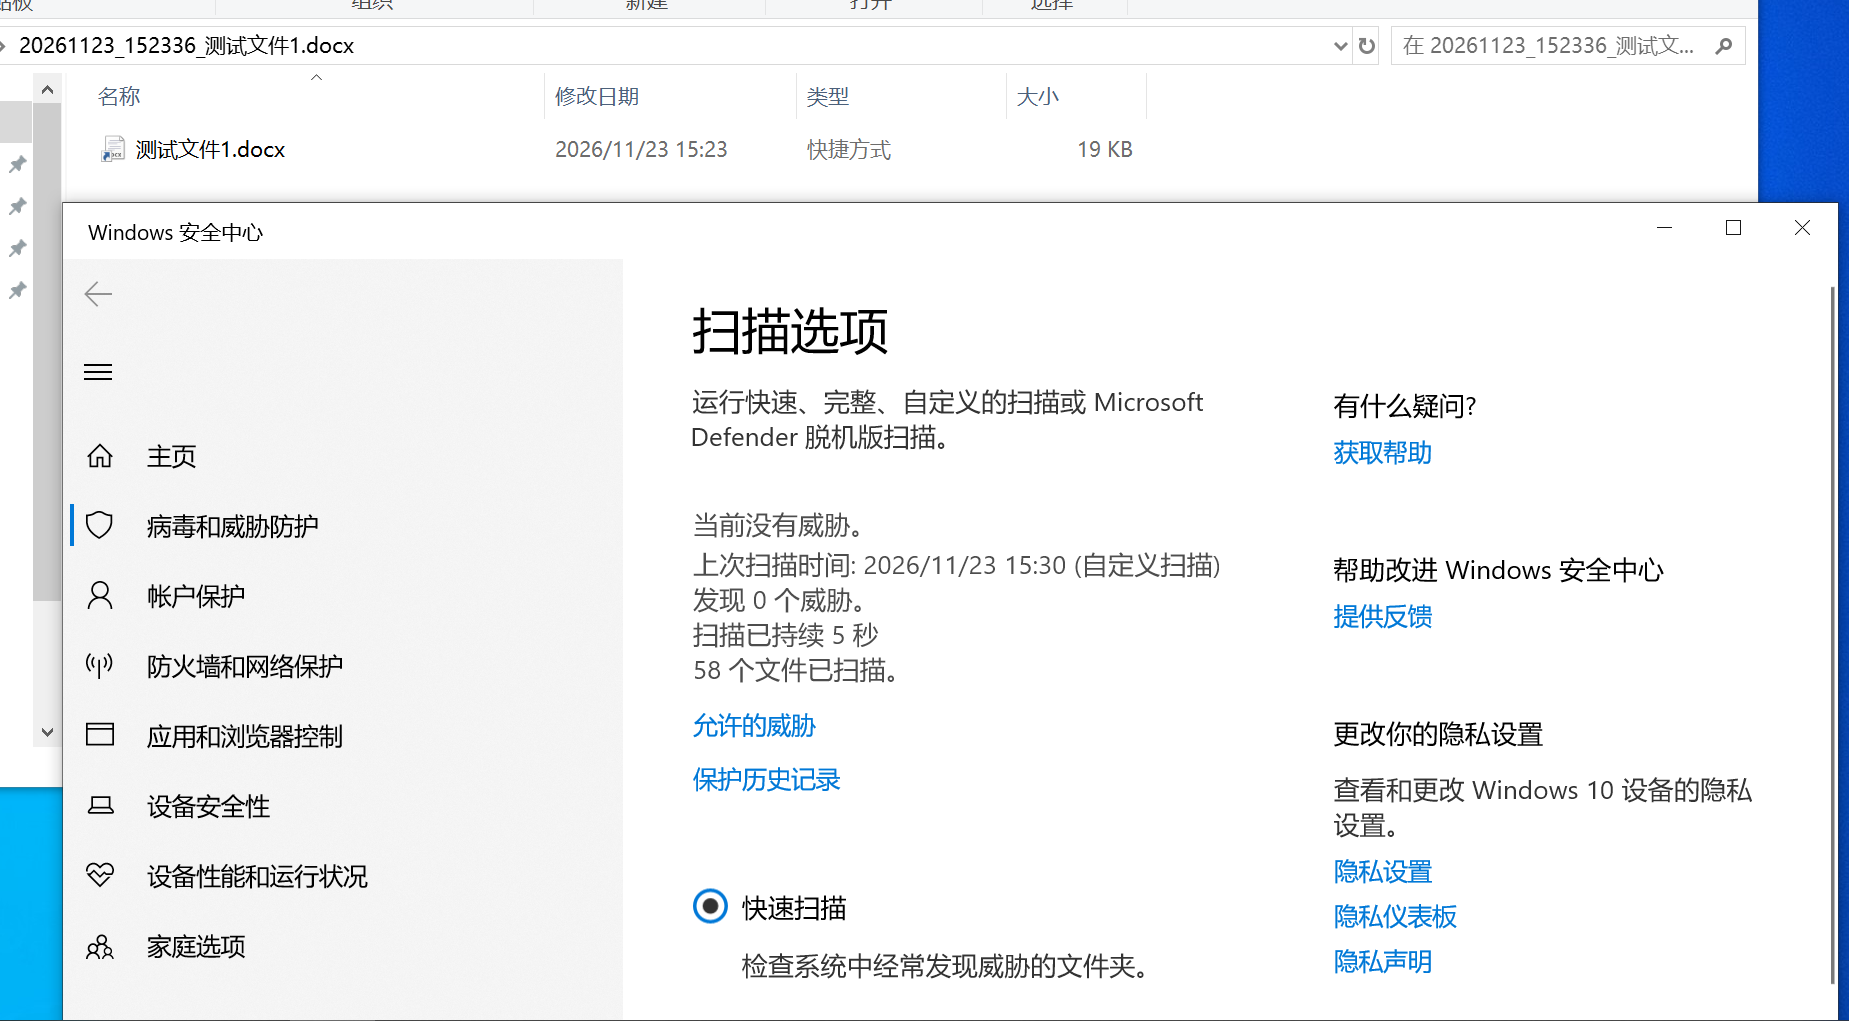 组织
新建
打开
选择
20261123_152336_测试文件1.docx
在 20261123_152336_测试文...
名称
修改日期
类型
大小
测试文件1.docx
2026/11/23 15:23
快捷方式
19 KB
Windows 安全中心
主页
病毒和威胁防护
帐户保护
防火墙和网络保护
应用和浏览器控制
设备安全性
设备性能和运行状况
家庭选项
扫描选项
运行快速、完整、自定义的扫描或 Microsoft
Defender 脱机版扫描。
当前没有威胁。
上次扫描时间: 2026/11/23 15:30 (自定义扫描)
发现 0 个威胁。
扫描已持续 5 秒
58 个文件已扫描。
允许的威胁
保护历史记录
快速扫描
检查系统中经常发现威胁的文件夹。
有什么疑问?
获取帮助
帮助改进 Windows 安全中心
提供反馈
更改你的隐私设置
查看和更改 Windows 10 设备的隐私
设置。
隐私设置
隐私仪表板
隐私声明